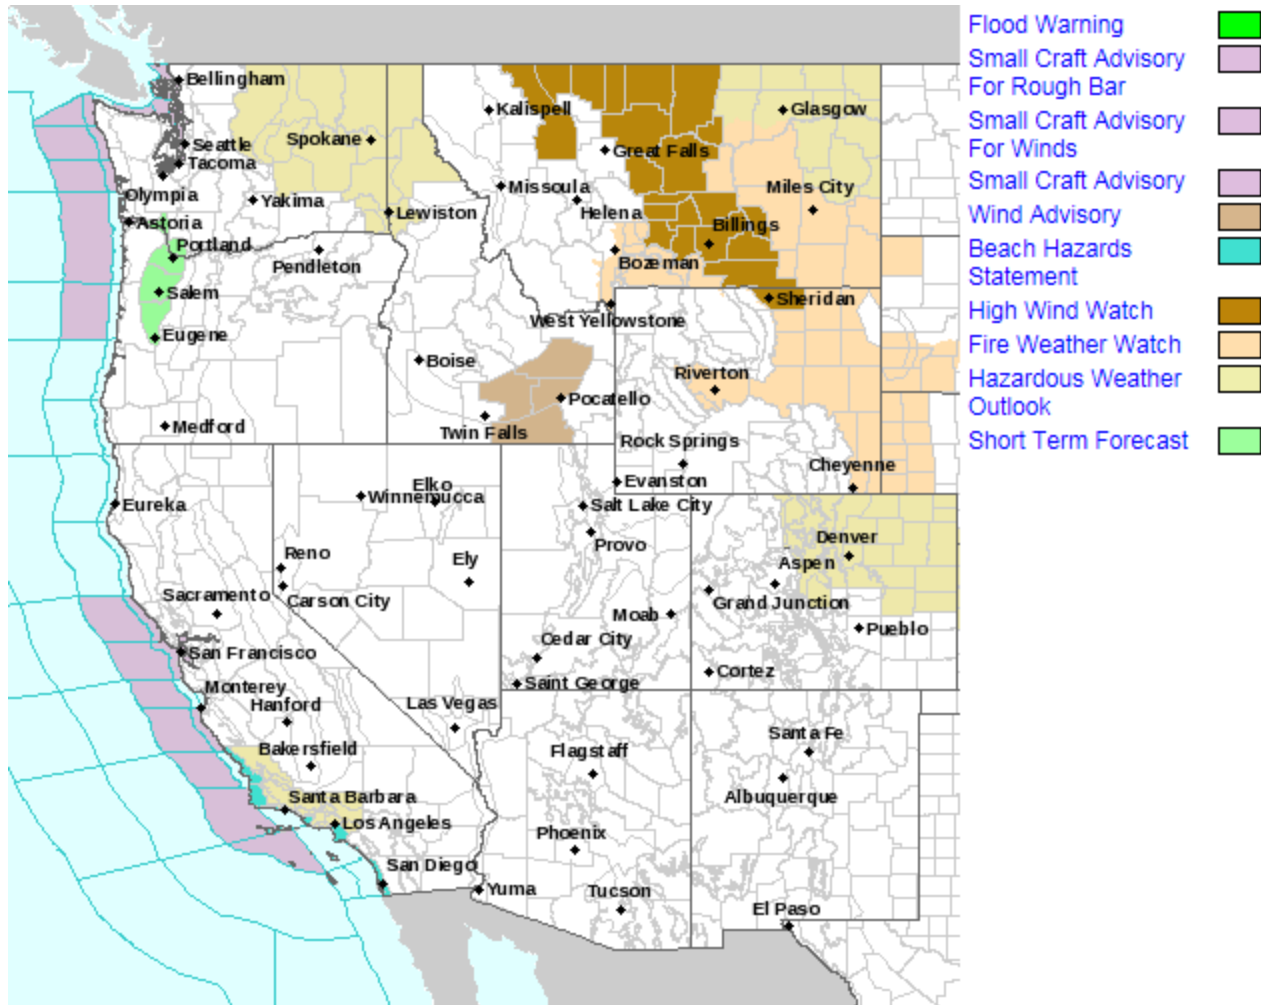 Flood Warning
Small Craft Advisory
For Rough Bar
Small Craft Advisory
For Winds
Small Craft Advisory
Wind Advisory
Beach Hazards
Statement
High Wind Watch
Fire Weather Watch
Hazardous Weather
Outlook
Short Term Forecast
Bellingham
Kalispell
Glasgow
Spokane
Seattle
Great Falls
Tacoma
Missoula
Miles City
Olympia
Yakima
Helena
Lewiston
Astoria
Billings
Portland
Pendleton
Bozeman
Salem
Sheridan
West Yellowstone
Eugene
Boise
Riverton
Pocatello
Medford
Twin Falls
Rock Springs
Cheyenne
Elko
Evanston
Winnemucca
Eureka
Salt Lake City
Denver
Provo
Reno
Ely
Aspen
Sacramento
Carson City
Grand Junction
Moab
Pueblo
Cedar City
San Francisco
Cortez
Saint George
Monterey
Hanford
Las Vegas
Santa Fe
Bakersfield
Flagstaff
Santa Barbara
Albuquerque
Los Angeles
Phoenix
San Diego
Yuma
Tucson
El Paso